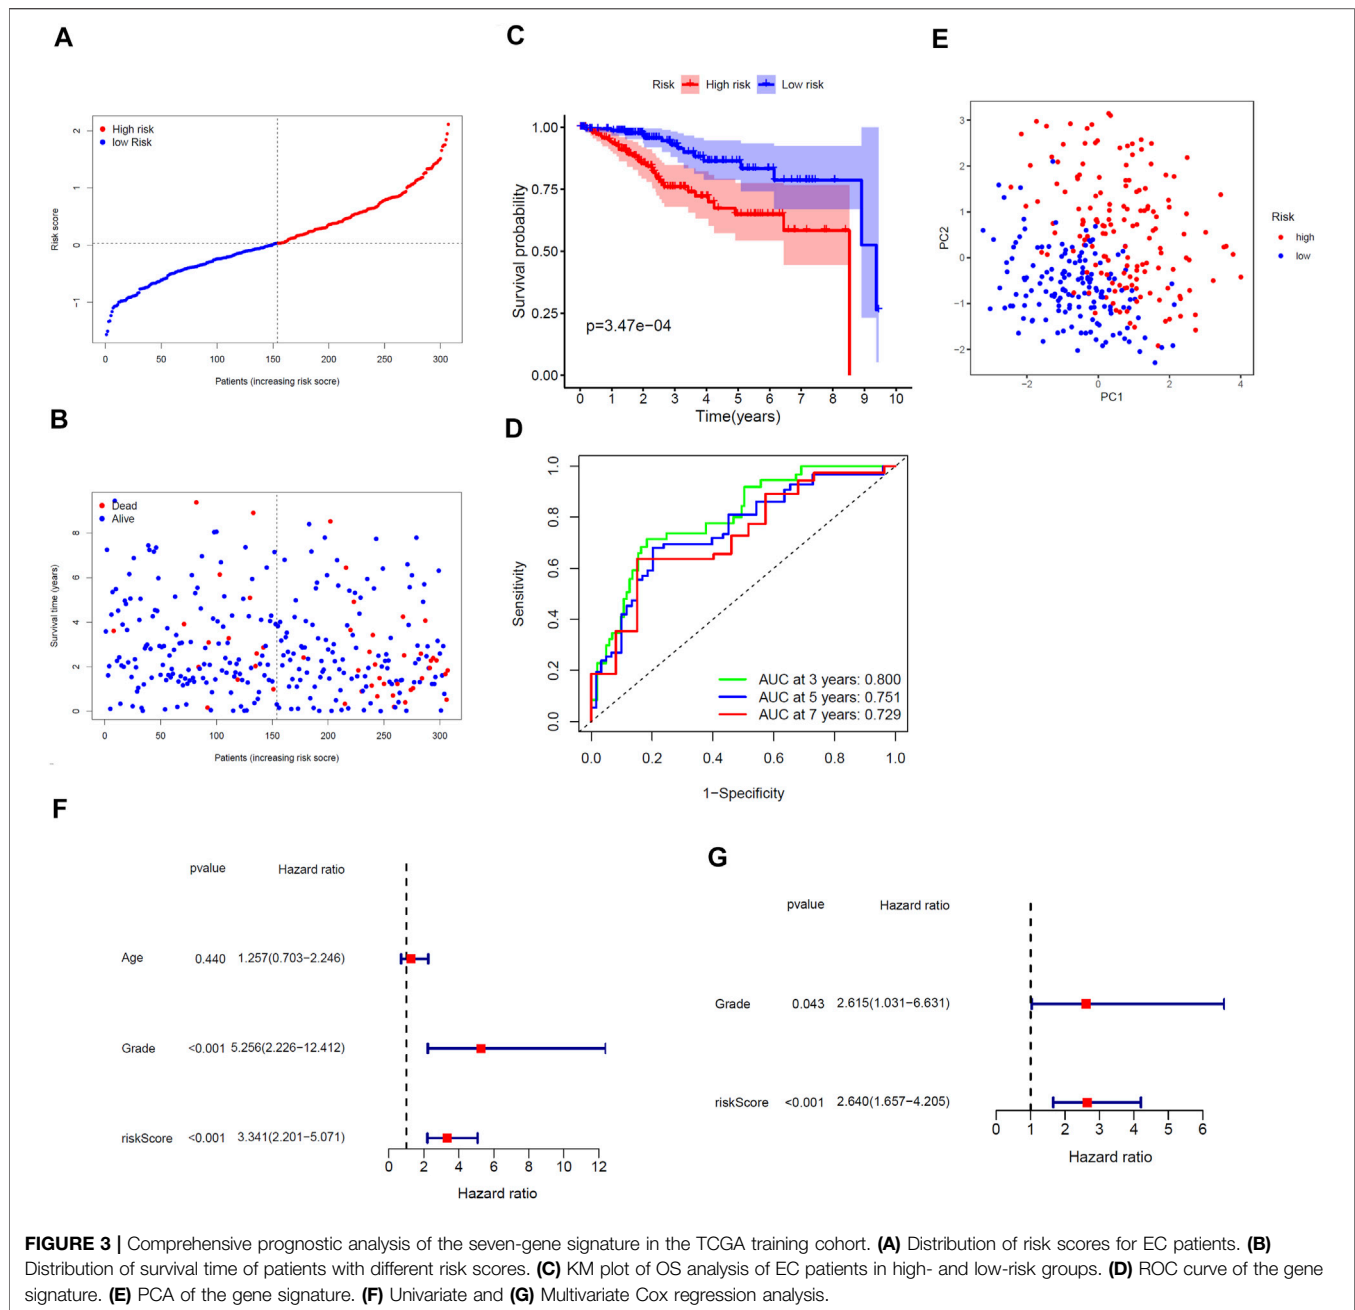 A
High risk
low Risk
2
1
0
−1
Risk score
0 50 100 150 200 250 300
Patients (increasing risk socre)
B
Dead
Alive
8
6
4
2
0
Survival time (years)
0 50 100 150 200 250 300
Patients (increasing risk socre)
C
Risk High risk Low risk
1.00
0.75
0.50
0.25
0.00
Survival probability
p=3.47e−04
0 1 2 3 4 5 6 7 8 9 10
Time(years)
D
1.0
0.8
0.6
0.4
0.2
0.0
Sensitivity
AUC at 3 years: 0.800
AUC at 5 years: 0.751
AUC at 7 years: 0.729
0.0 0.2 0.4 0.6 0.8 1.0
1−Specificity
E
3
2
1
0
−1
−2
PC2
−2 0 2 4
PC1
Risk
high
low
F
pvalue Hazard ratio
Age 0.440 1.257(0.703−2.246)
Grade <0.001 5.256(2.226−12.412)
riskScore <0.001 3.341(2.201−5.071)
0 2 4 6 8 10 12
Hazard ratio
G
pvalue Hazard ratio
Grade 0.043 2.615(1.031−6.631)
riskScore <0.001 2.640(1.657−4.205)
0 1 2 3 4 5 6
Hazard ratio
FIGURE 3 | Comprehensive prognostic analysis of the seven-gene signature in the TCGA training cohort. (A) Distribution of risk scores for EC patients. (B)
Distribution of survival time of patients with different risk scores. (C) KM plot of OS analysis of EC patients in high- and low-risk groups. (D) ROC curve of the gene
signature. (E) PCA of the gene signature. (F) Univariate and (G) Multivariate Cox regression analysis.